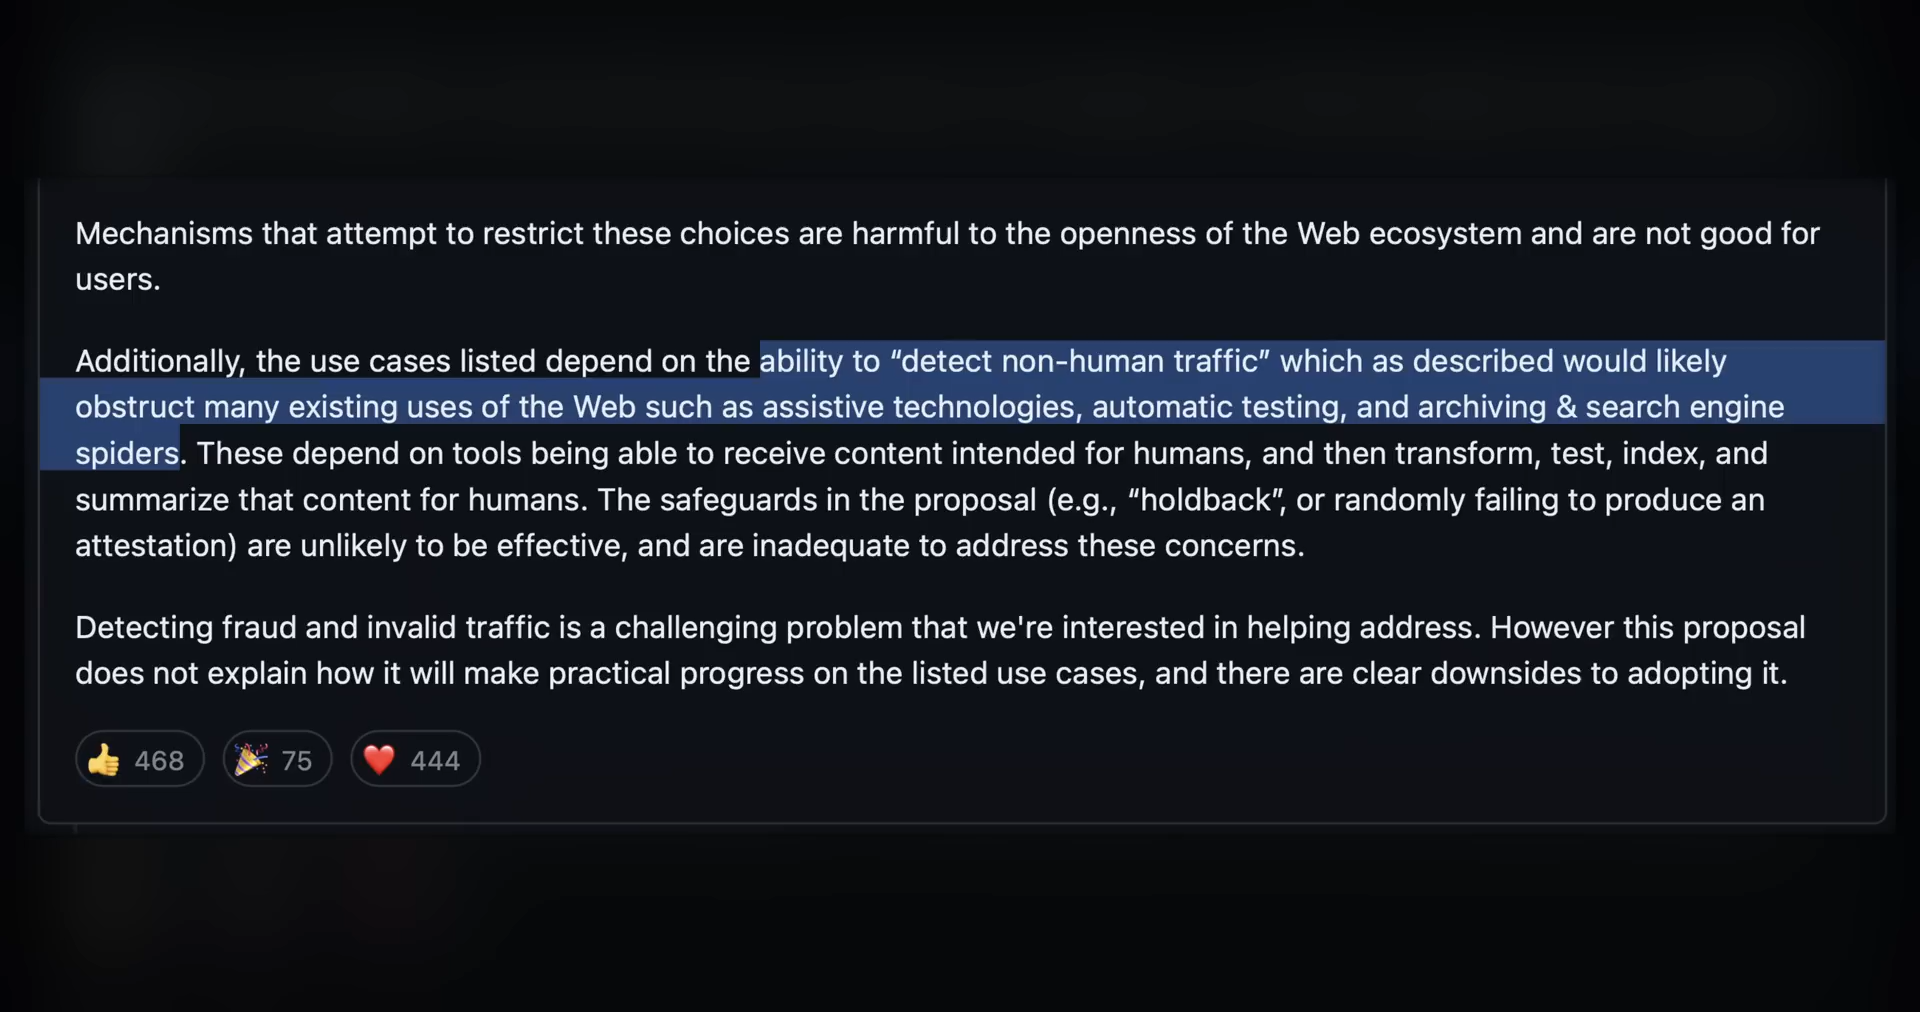 Mechanisms that attempt to restrict these choices are harmful to the openness of the Web ecosystem and are not good for
users.
Additionally, the use cases listed depend on the ability to “detect non-human traffic” which as described would likely
obstruct many existing uses of the Web such as assistive technologies, automatic testing, and archiving & search engine
spiders. These depend on tools being able to receive content intended for humans, and then transform, test, index, and
summarize that content for humans. The safeguards in the proposal (e.g., “holdback”, or randomly failing to produce an
attestation) are unlikely to be effective, and are inadequate to address these concerns.
Detecting fraud and invalid traffic is a challenging problem that we're interested in helping address. However this proposal
does not explain how it will make practical progress on the listed use cases, and there are clear downsides to adopting it.
👍 468 🎉 75 ❤️ 444